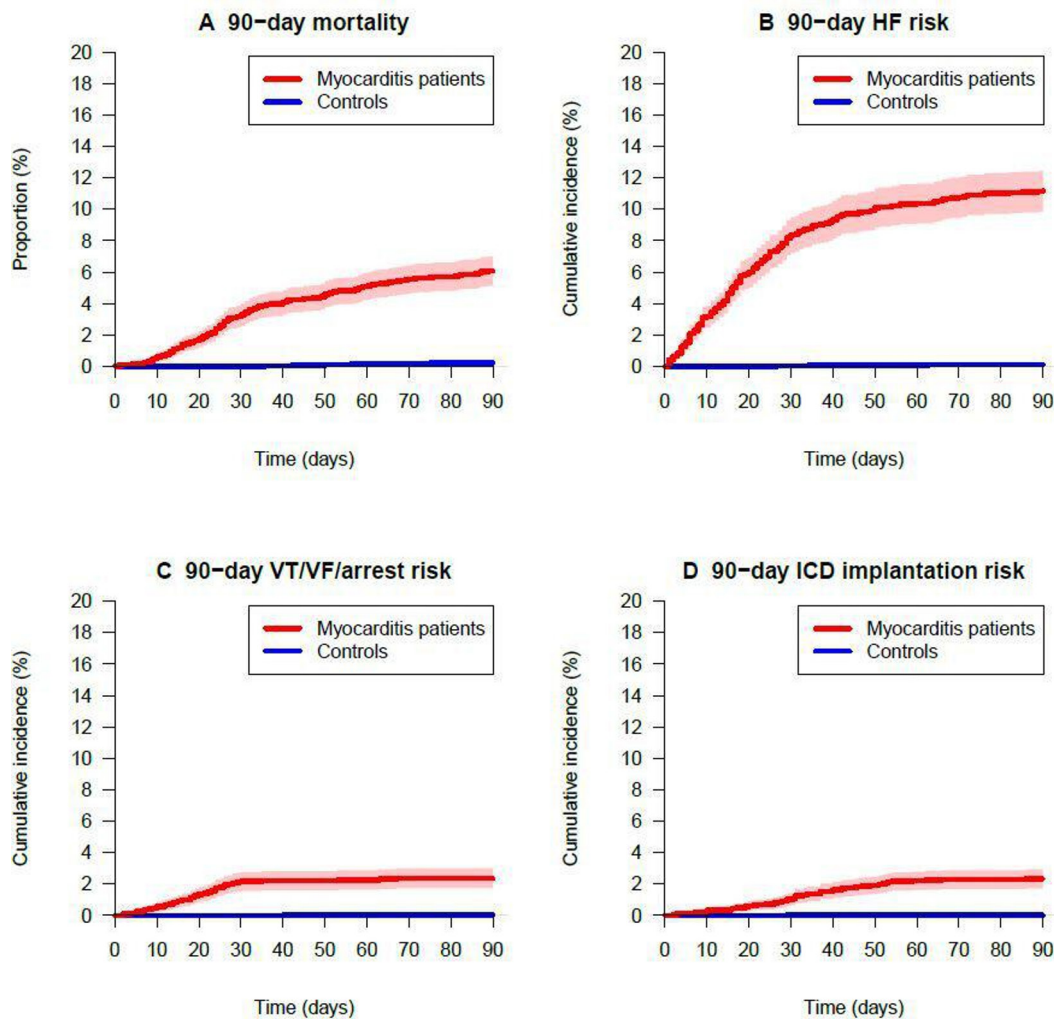 A 90−day mortality
20
18
16
14
12
10
8
6
4
2
0
Proportion (%)
Myocarditis patients
Controls
0 10 20 30 40 50 60 70 80 90
Time (days)
B 90−day HF risk
20
18
16
14
12
10
8
6
4
2
0
Cumulative incidence (%)
Myocarditis patients
Controls
0 10 20 30 40 50 60 70 80 90
Time (days)
C 90−day VT/VF/arrest risk
20
18
16
14
12
10
8
6
4
2
0
Cumulative incidence (%)
Myocarditis patients
Controls
0 10 20 30 40 50 60 70 80 90
Time (days)
D 90−day ICD implantation risk
20
18
16
14
12
10
8
6
4
2
0
Cumulative incidence (%)
Myocarditis patients
Controls
0 10 20 30 40 50 60 70 80 90
Time (days)